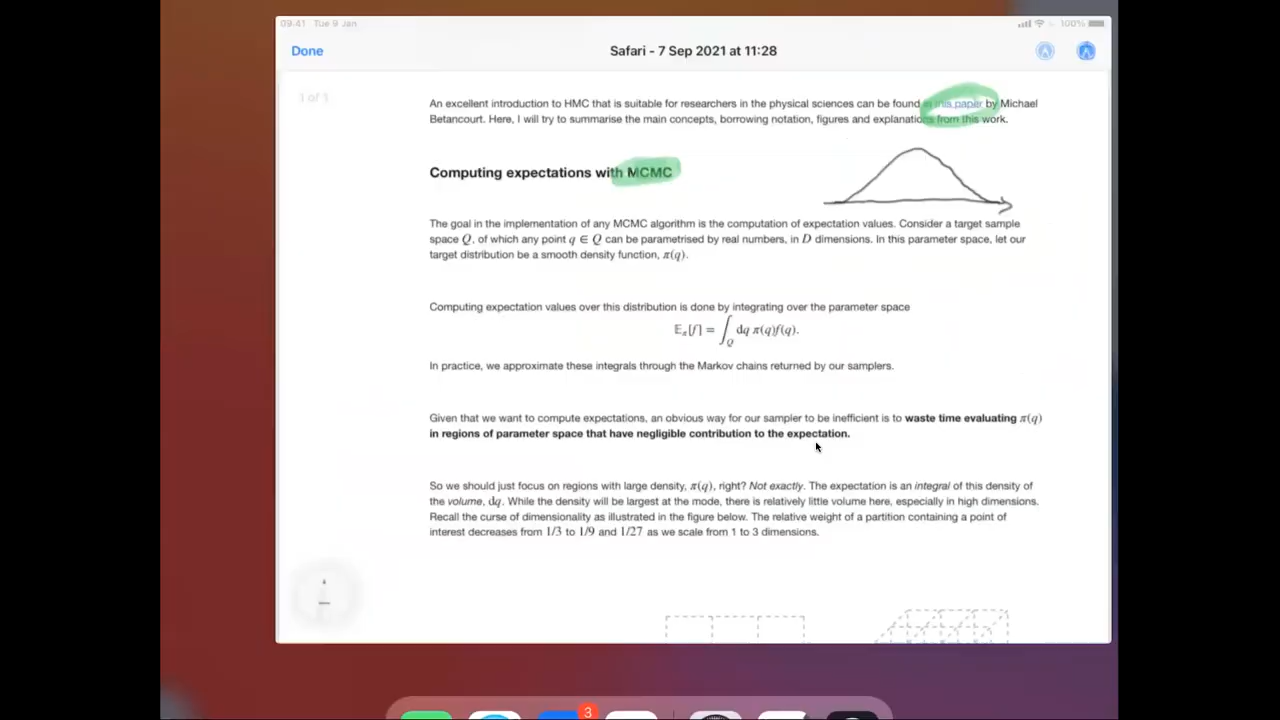 09:41 Tue 9 Jan
100%
Done
Safari - 7 Sep 2021 at 11:28
1 of 1
An excellent introduction to HMC that is suitable for researchers in the physical sciences can be found in this paper by Michael
Betancourt. Here, I will try to summarise the main concepts, borrowing notation, figures and explanations from this work.
Computing expectations with MCMC
The goal in the implementation of any MCMC algorithm is the computation of expectation values. Consider a target sample
space Q, of which any point q ∈ Q can be parametrised by real numbers, in D dimensions. In this parameter space, let our
target distribution be a smooth density function, π(q).
Computing expectation values over this distribution is done by integrating over the parameter space
𝔼π[f] = ∫Q dq π(q)f(q).
In practice, we approximate these integrals through the Markov chains returned by our samplers.
Given that we want to compute expectations, an obvious way for our sampler to be inefficient is to waste time evaluating π(q)
in regions of parameter space that have negligible contribution to the expectation.
So we should just focus on regions with large density, π(q), right? Not exactly. The expectation is an integral of this density of
the volume, dq. While the density will be largest at the mode, there is relatively little volume here, especially in high dimensions.
Recall the curse of dimensionality as illustrated in the figure below. The relative weight of a partition containing a point of
interest decreases from 1/3 to 1/9 and 1/27 as we scale from 1 to 3 dimensions.
3